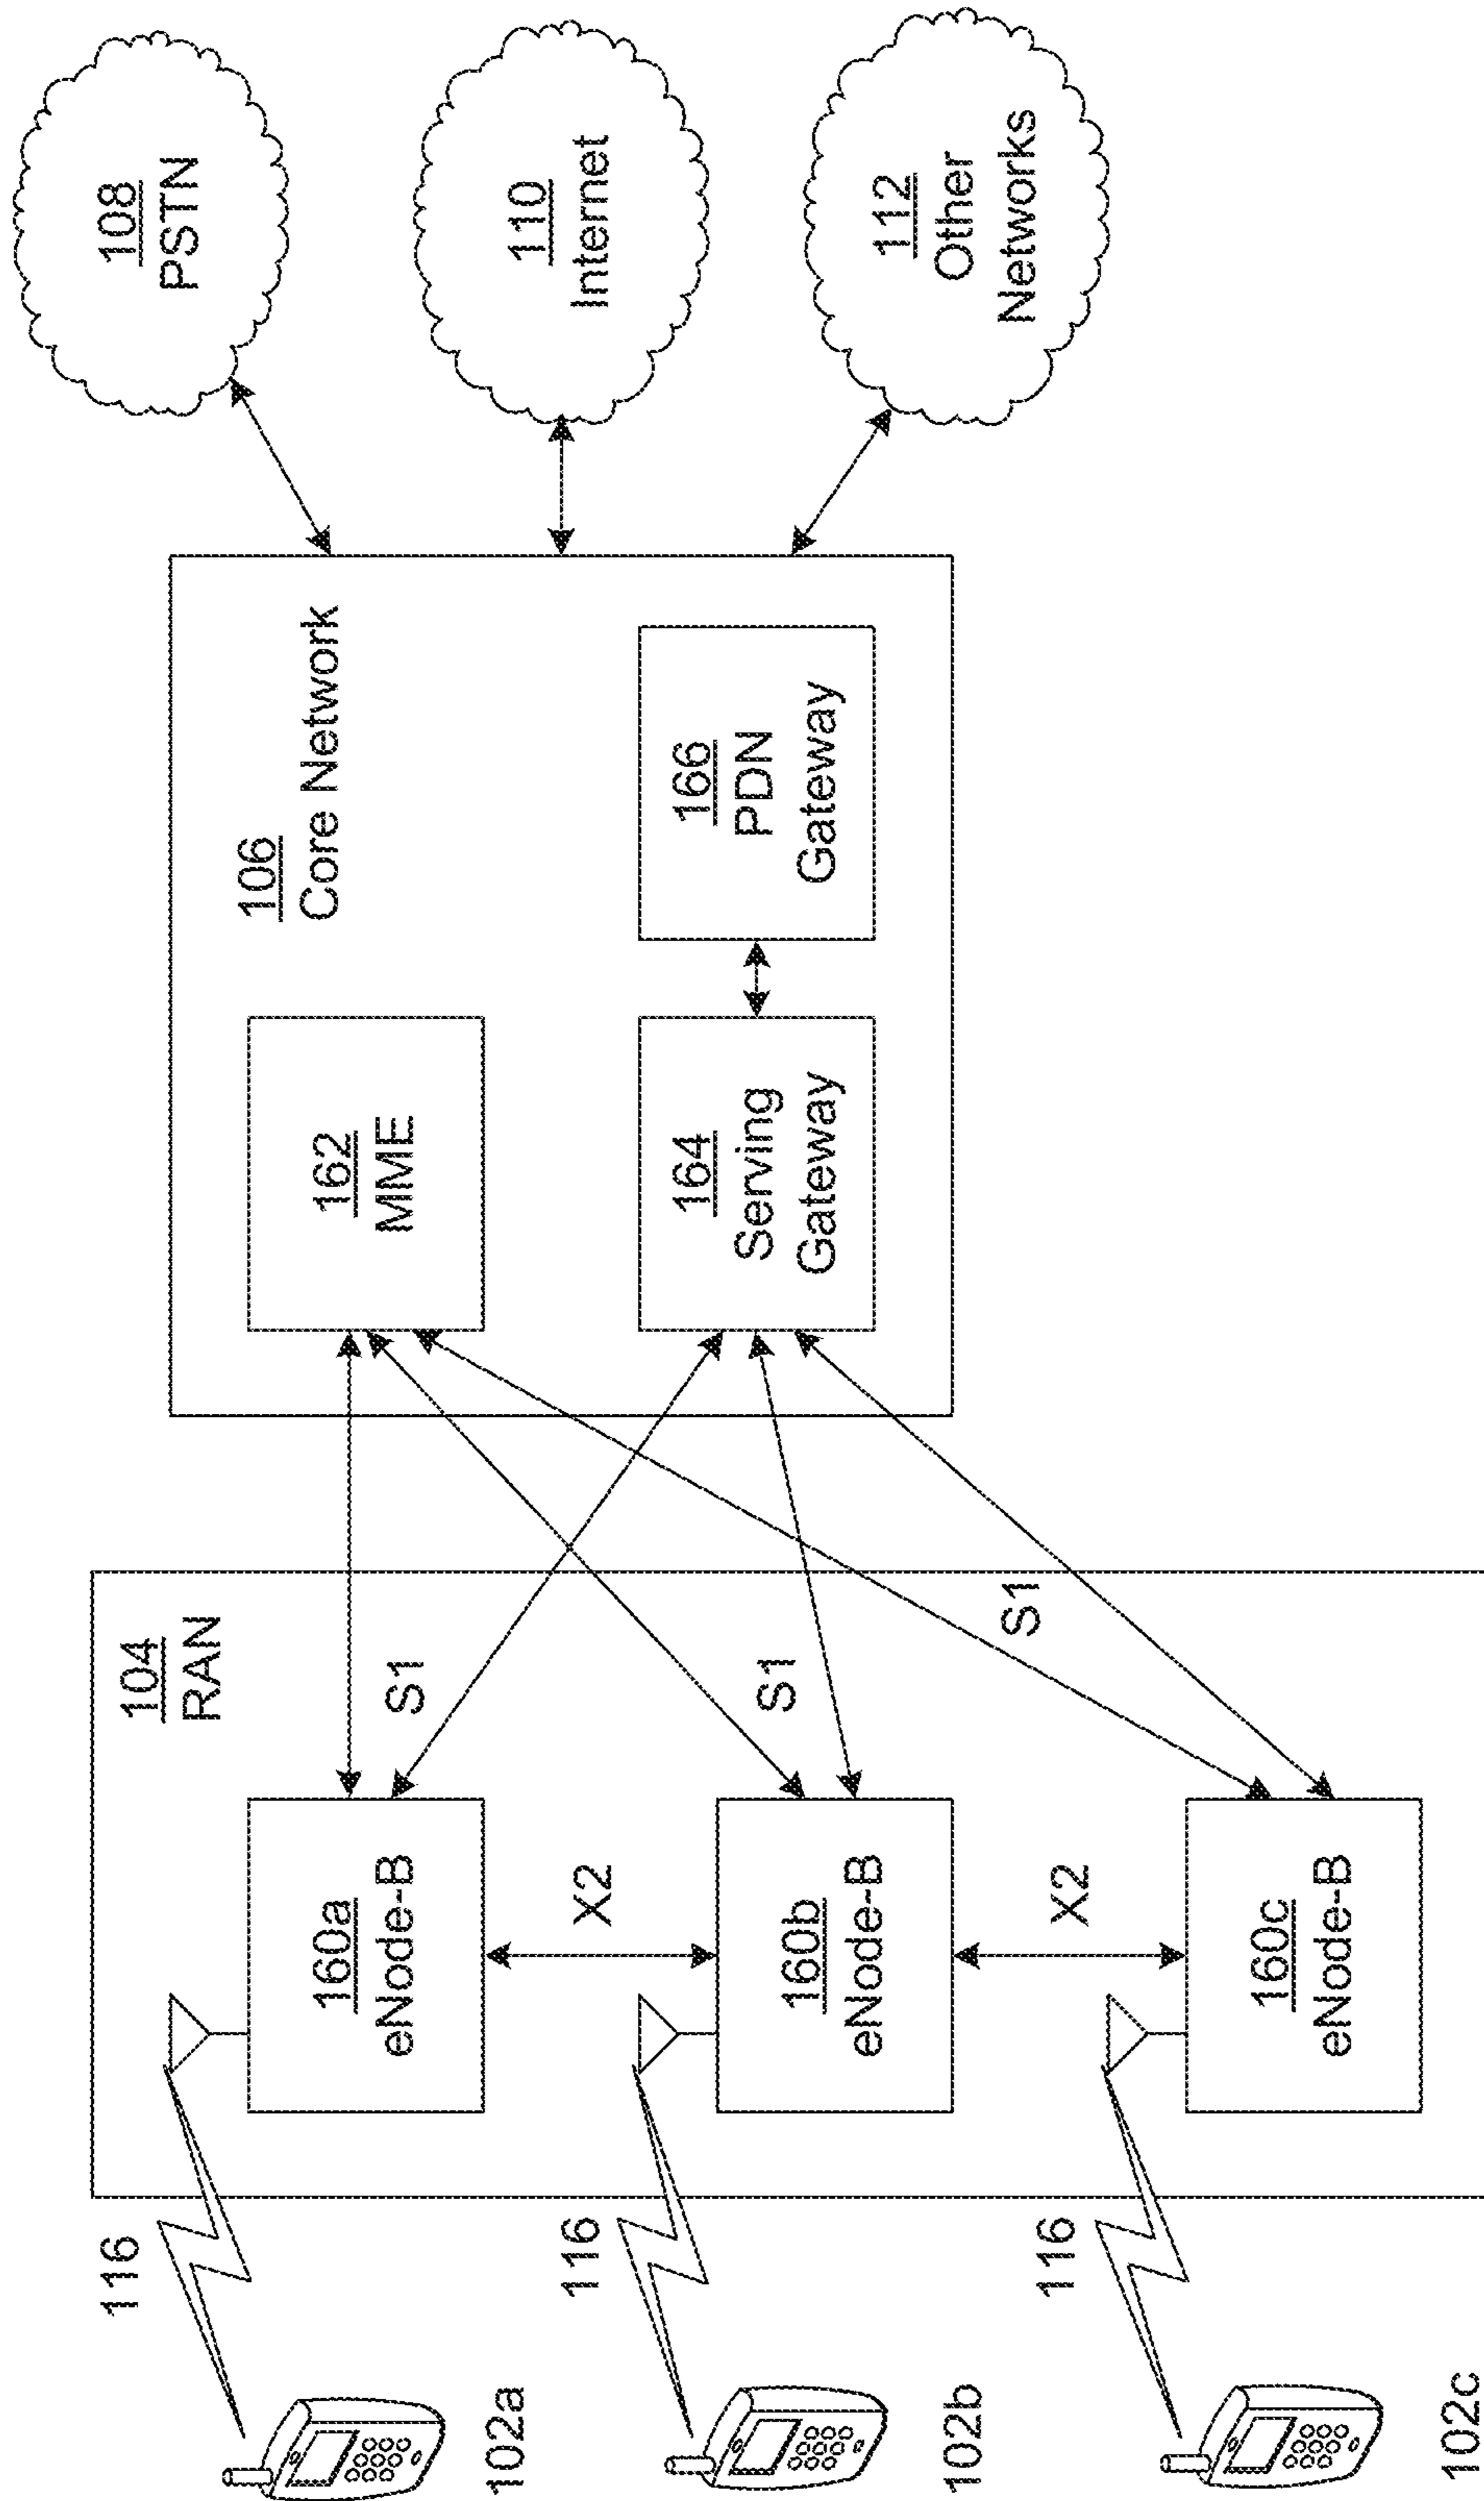 102a
102b
102c
116
116
116
104
RAN
160a
eNode-B
160b
eNode-B
160c
eNode-B
X2
X2
S1
S1
S1
106
Core Network
162
MME
164
Serving
Gateway
166
PDN
Gateway
108
PSTN
110
Internet
112
Other
Networks